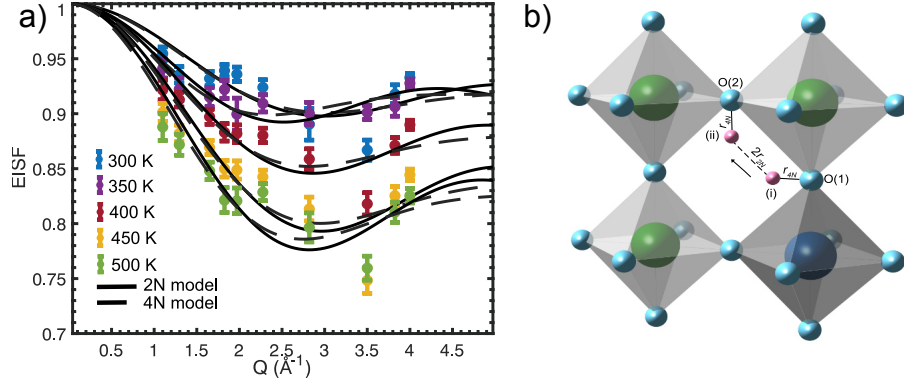 a)
EISF
1
0.95
0.9
0.85
0.8
0.75
0.7
300 K
350 K
400 K
450 K
500 K
2N model
4N model
0.5 1 1.5 2 2.5 3 3.5 4 4.5
Q (Å⁻¹)
b)
O(2)
r4N
(ii)
2r2N
r4N
O(1)
(i)